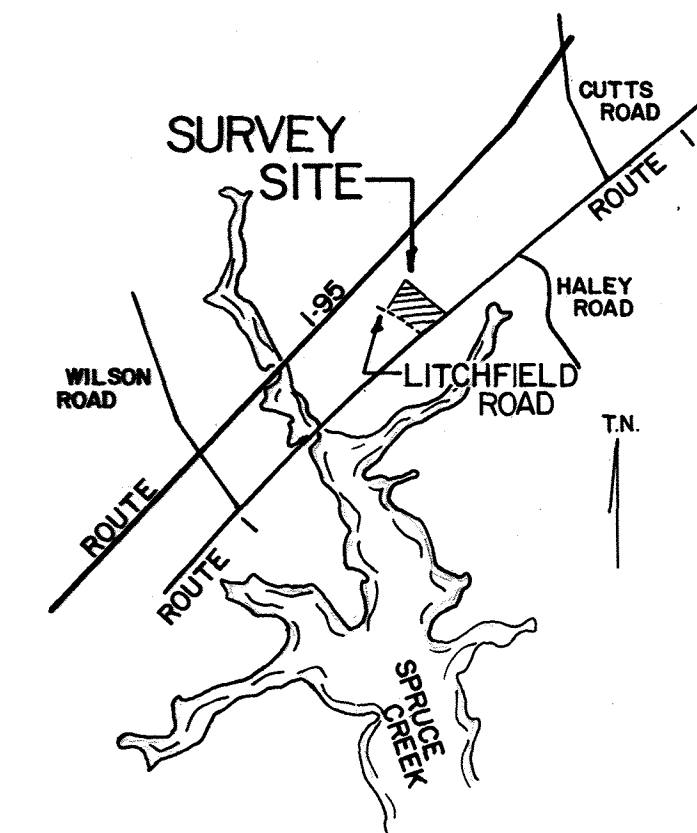 CUTTS
ROAD
SURVEY
SITE
ROUTE 1
I-95
HALEY
ROAD
WILSON
ROAD
LITCHFIELD
ROAD
T.N.
ROUTE
ROUTE 1
SPRUCE
CREEK